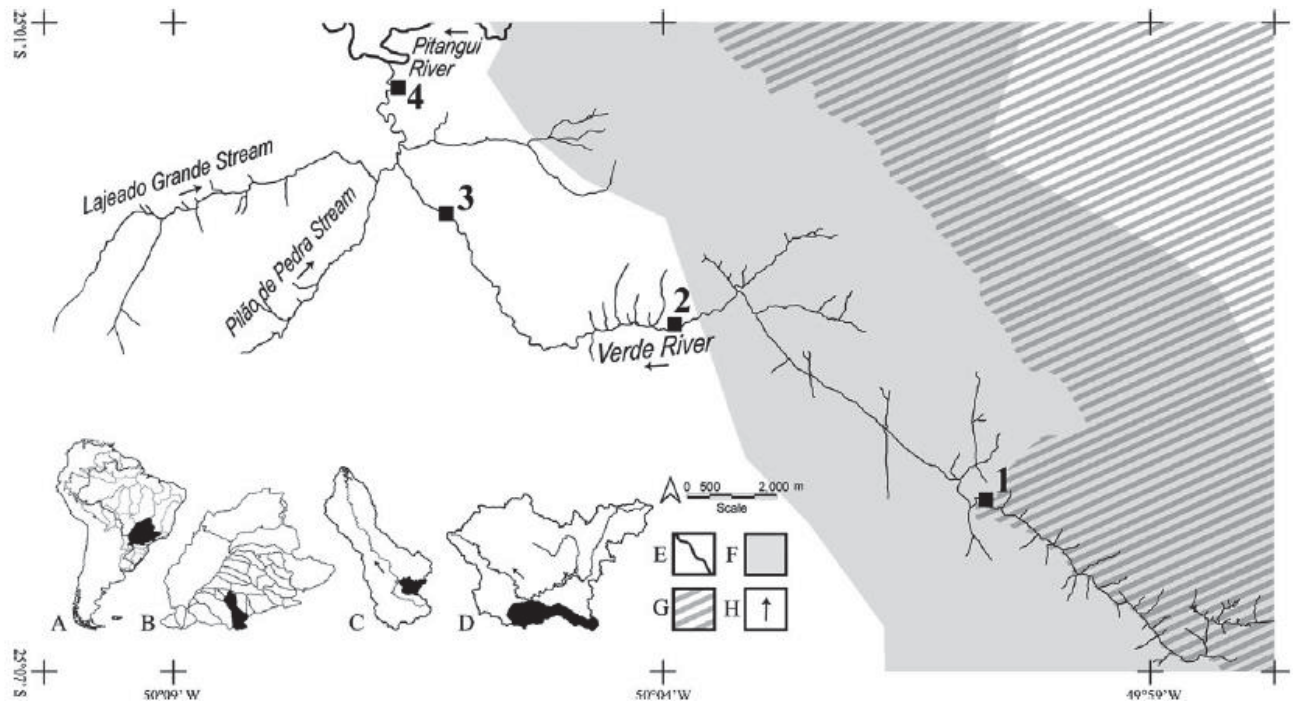 25°01' S
Pitangui
River
4
Lajeado Grande Stream
3
Pilão de Pedra Stream
2
Verde River
1
0 500 2,000 m
Scale
E F
G H
A B C D
25°07' S
50°09' W 50°04' W 49°59 W